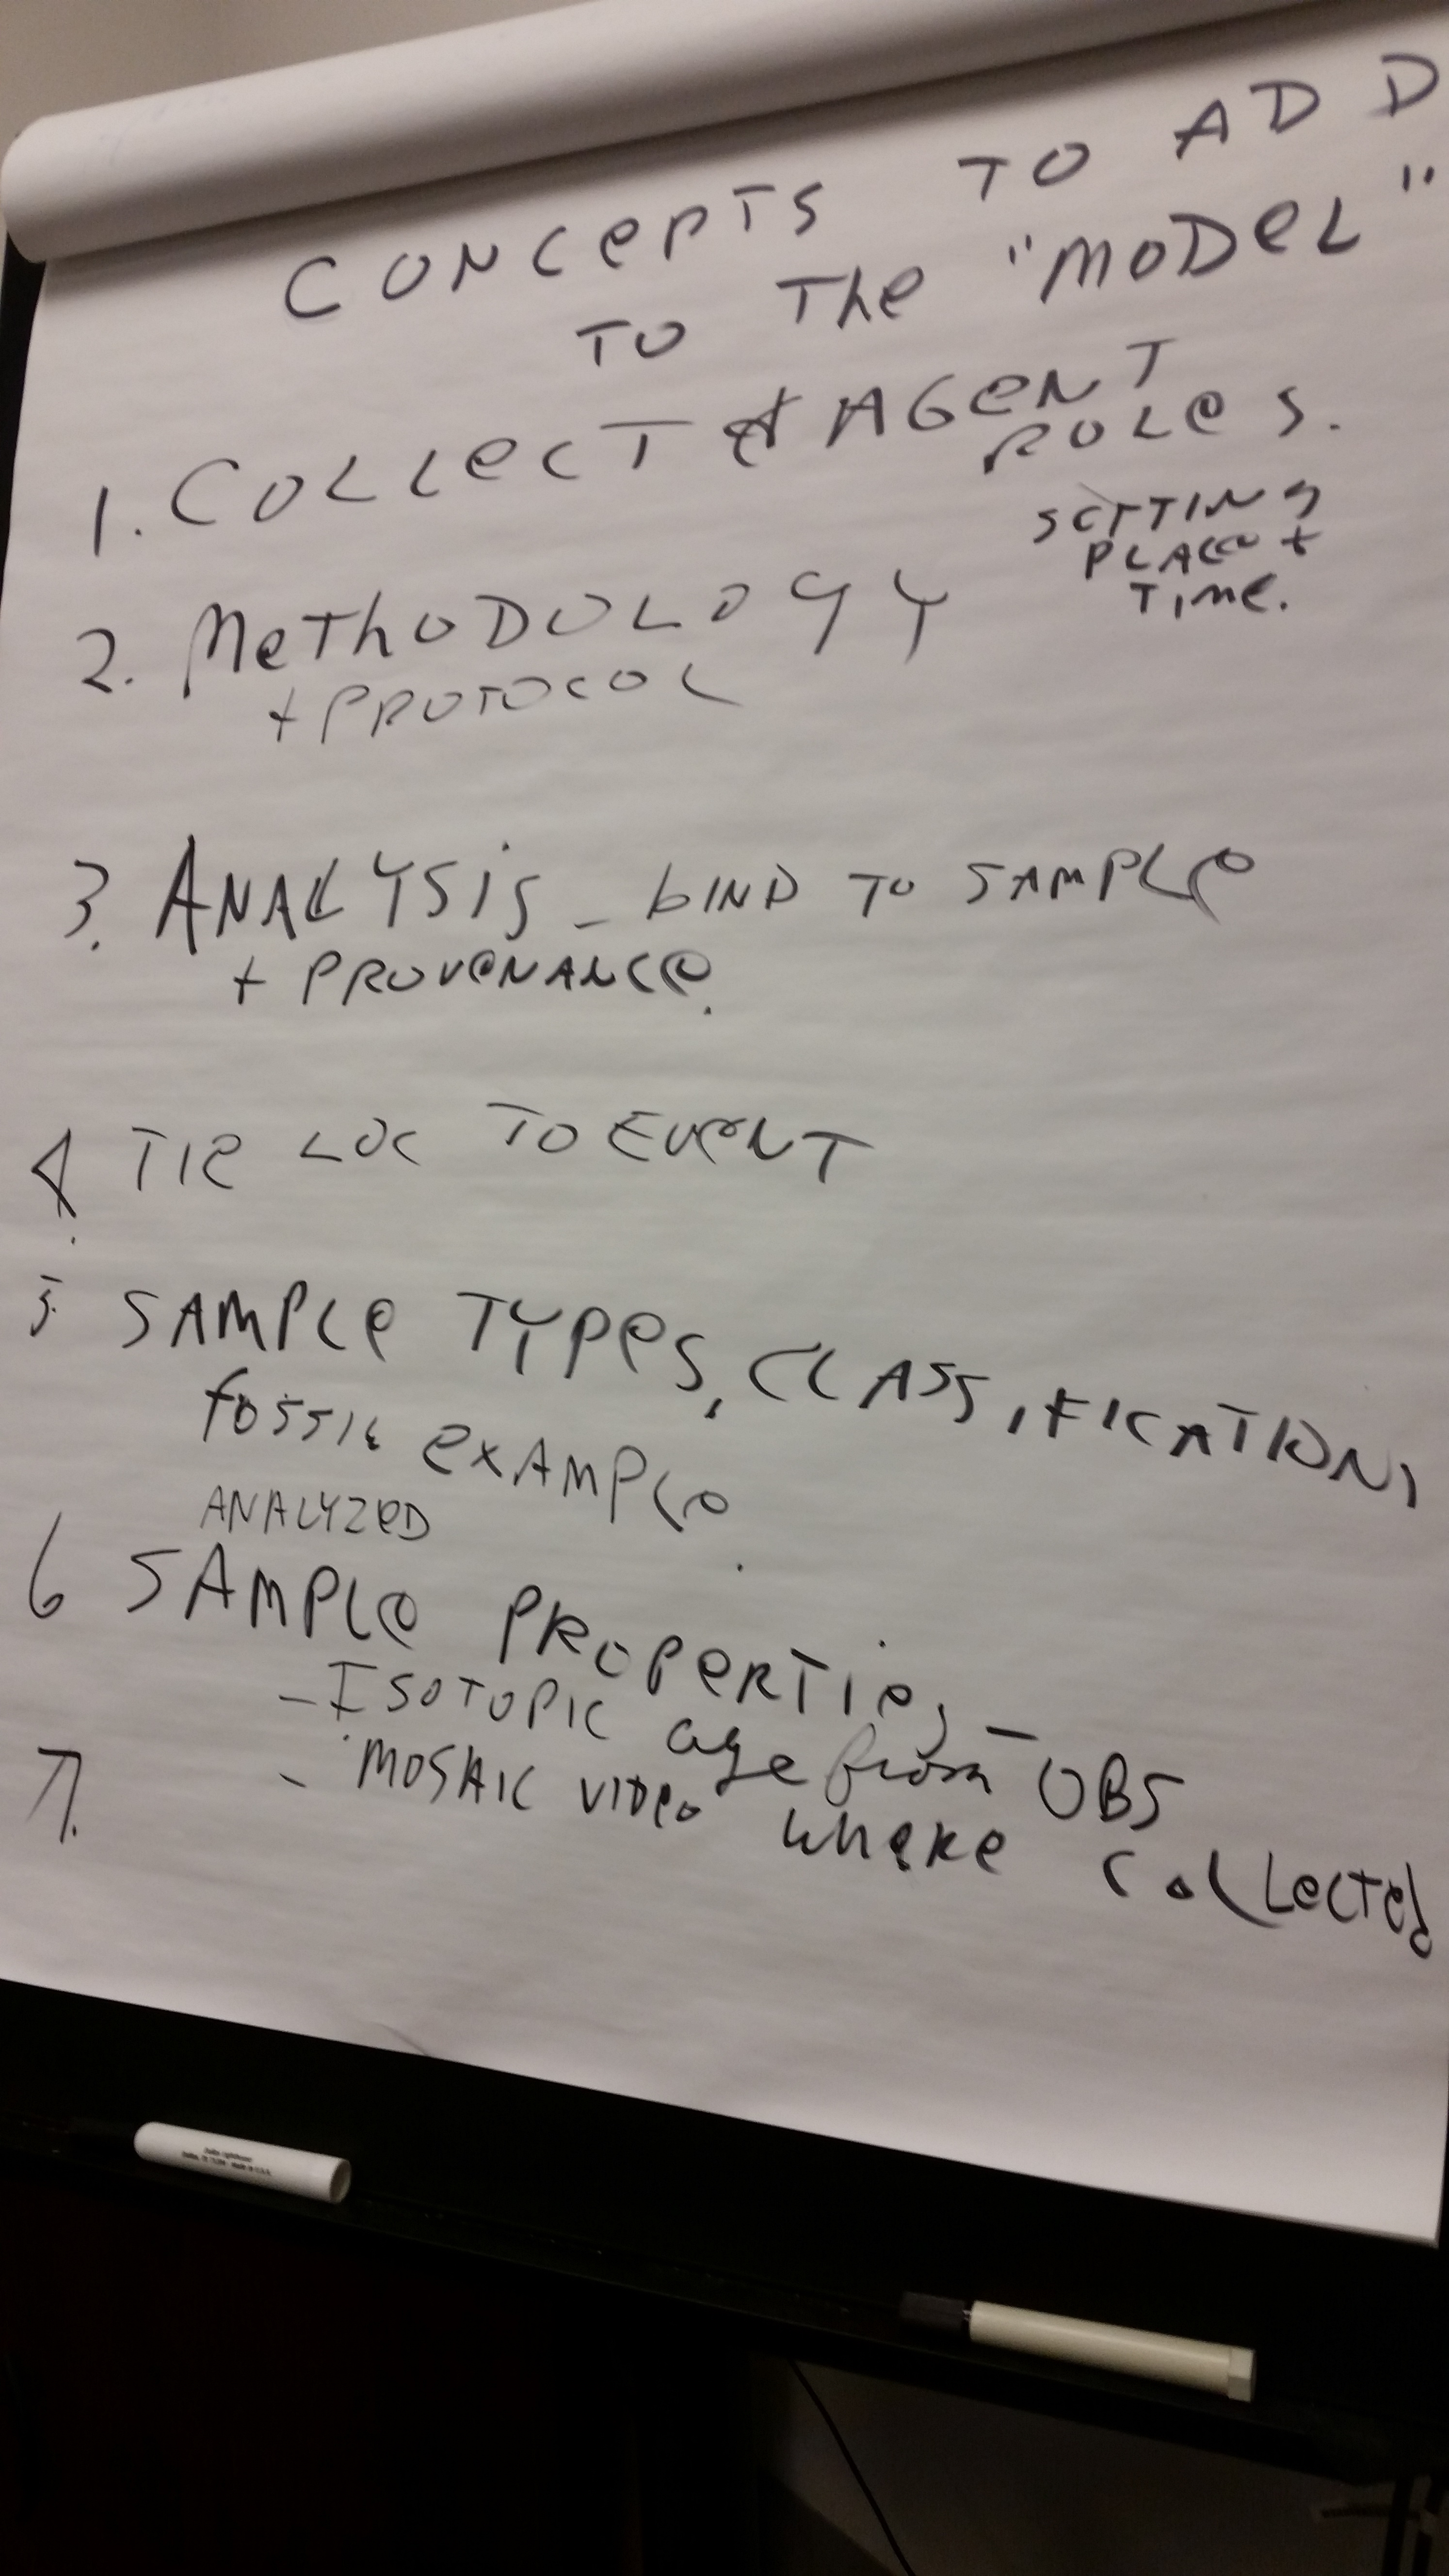 CONCEPTS TO ADD
TO THE "MODEL"
1. COLLECT & AGENT
ROLES.
2. METHODOLOGY
+ PROTOCOL
SETTING?
PLACE +
TIME.
3. ANALYSIS - BIND TO SAMPLE
+ PROVENANCE.
4. TIE LOC TO EVENT
5. SAMPLE TYPES, CLASSIFICATION,
FOSSIL EXAMPLE
ANALYZED
6 SAMPLE PROPERTIE,
- ISOTOPIC age from OBS
- MOSAIC VIDEO where Collected
7.